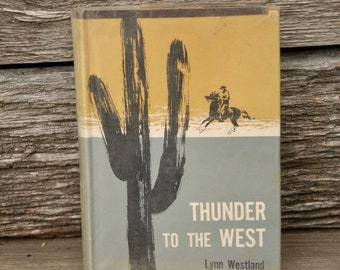 THUNDER
TO THE WEST
Lynn Westland